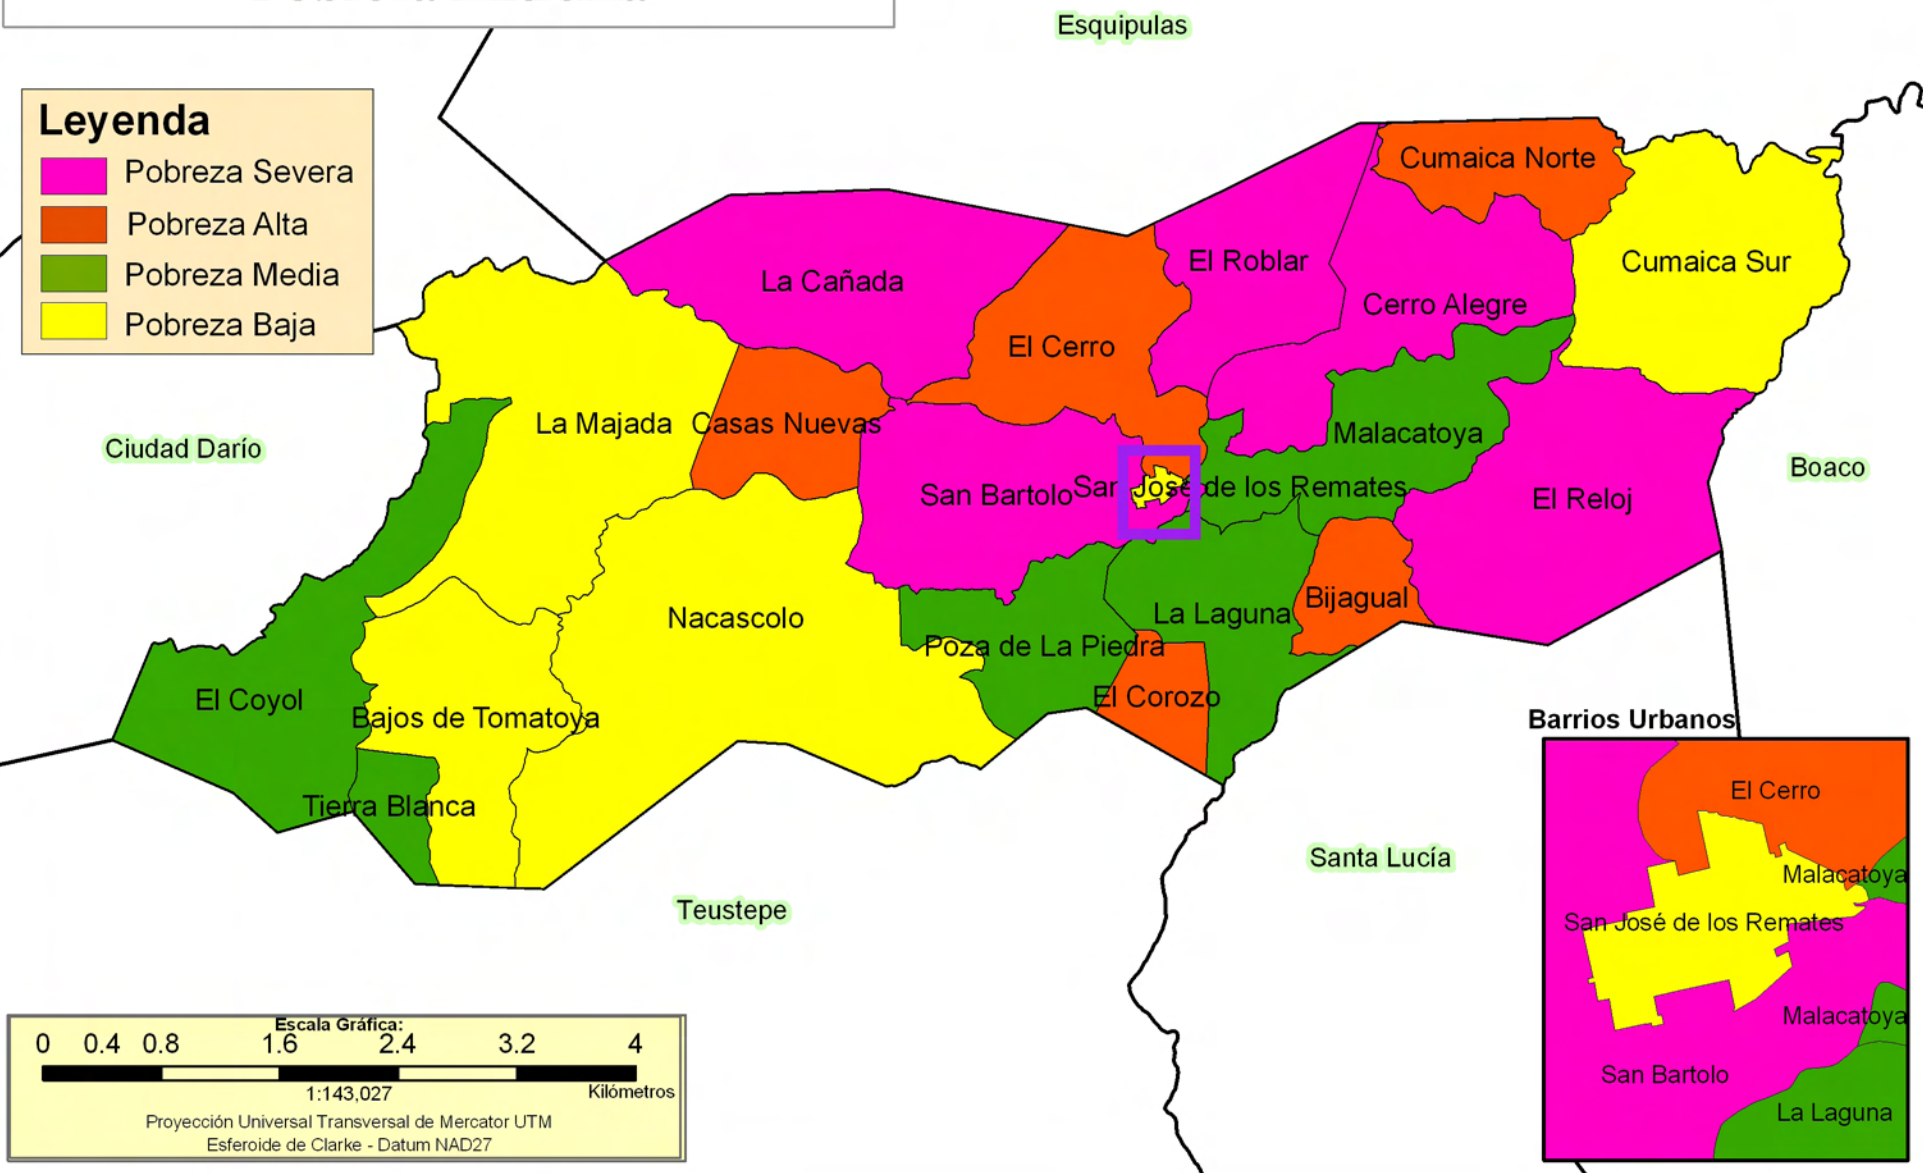 Esquipulas
Leyenda
Pobreza Severa
Pobreza Alta
Pobreza Media
Pobreza Baja
Cumaica Norte
Cumaica Sur
El Roblar
La Cañada
Cerro Alegre
El Cerro
La Majada
Casas Nuevas
Malacatoya
Ciudad Darío
Boaco
San Bartolo
San José de los Remates
El Reloj
Bijagual
La Laguna
Nacascolo
Poza de La Piedra
El Coyol
El Corozo
Bajos de Tomatoya
Tierra Blanca
Santa Lucía
Teustepe
Barrios Urbanos
El Cerro
Malacatoya
San José de los Remates
Malacatoya
San Bartolo
La Laguna
Escala Gráfica:
0 0.4 0.8 1.6 2.4 3.2 4
1:143,027
Kilómetros
Proyección Universal Transversal de Mercator UTM
Esferoide de Clarke - Datum NAD27